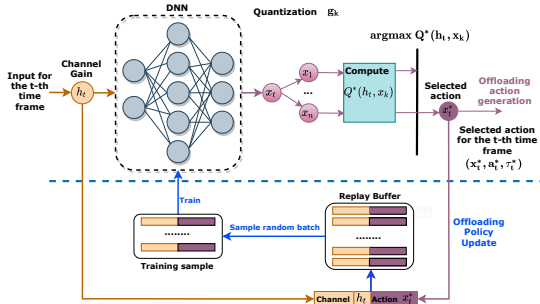 DNN
Quantization g_k
argmax Q*(h_t, x_k)
Channel
Gain
Input for
the t-th
time
frame
h_t
x_t
x_1
...
x_n
Compute
Q*(h_t, x_k)
Selected
action
x_t*
Offloading
action
generation
Selected action
for the t-th time
frame
(x_t*, a_t*, τ_t*)
Train
Replay Buffer
........
Sample random batch
........
Training sample
Offloading
Policy
Update
Channel h_t Action x_t*